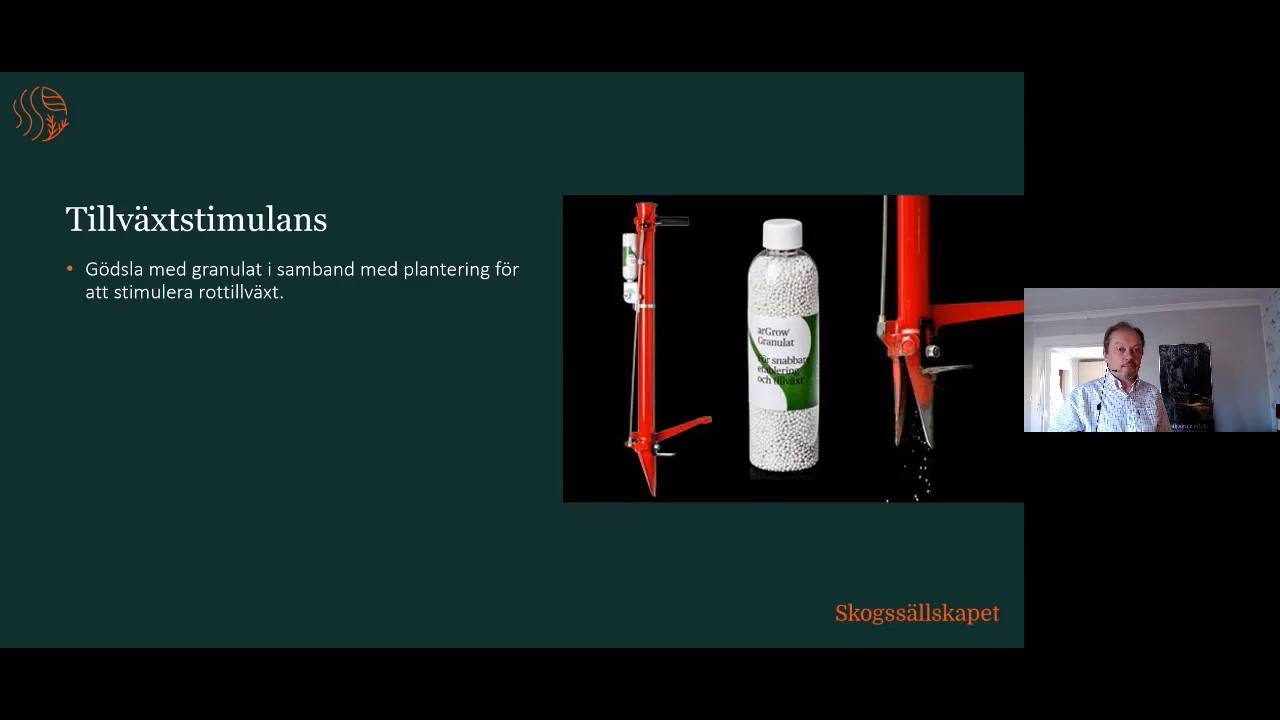 Tillväxtstimulans
• Gödsla med granulat i samband med plantering för
att stimulera rottillväxt.
arGrow
Granulat
För snabbare
etablering
och tillväxt
Skogssällskapet